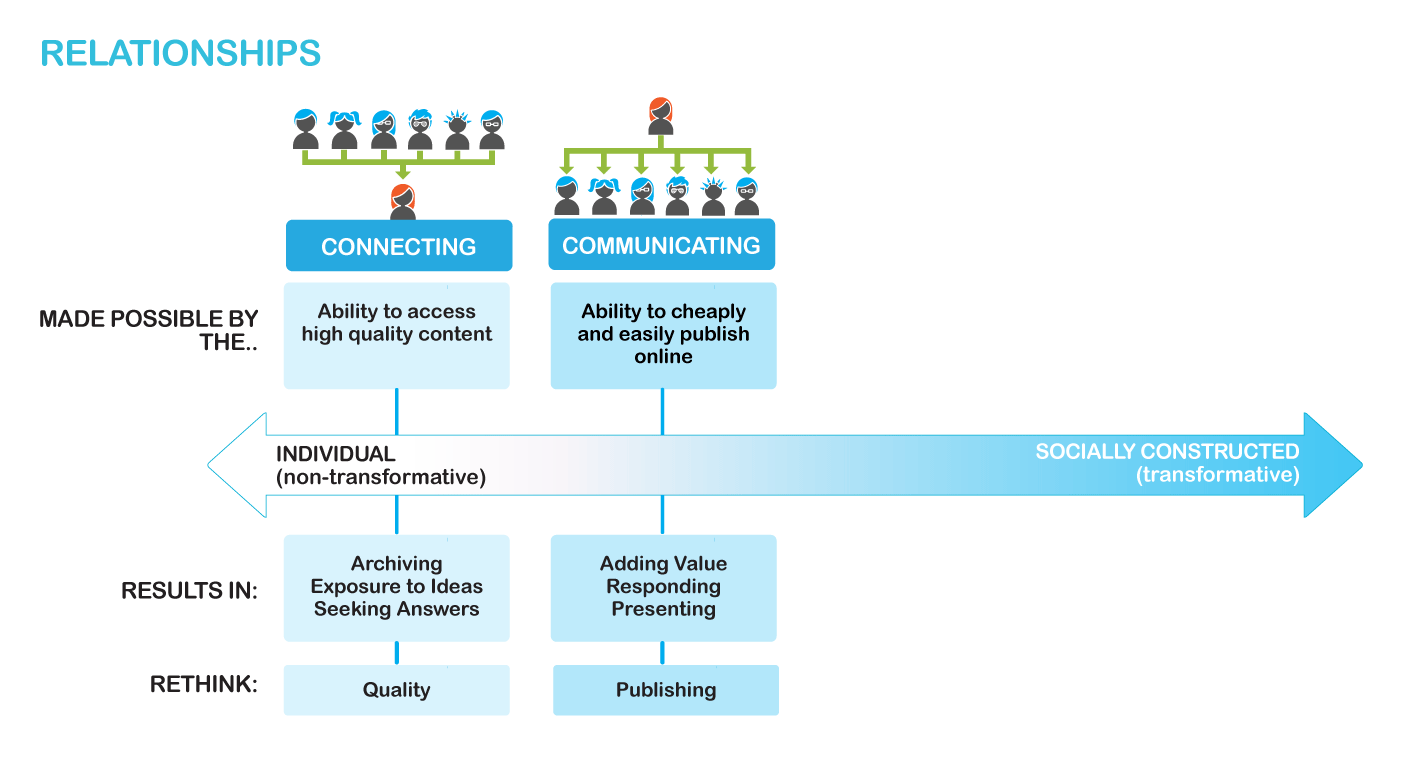 RELATIONSHIPS
CONNECTING
COMMUNICATING
MADE POSSIBLE BY
THE..
Ability to access
high quality content
Ability to cheaply
and easily publish
online
INDIVIDUAL
(non-transformative)
SOCIALLY CONSTRUCTED
(transformative)
RESULTS IN:
Archiving
Exposure to Ideas
Seeking Answers
Adding Value
Responding
Presenting
RETHINK:
Quality
Publishing